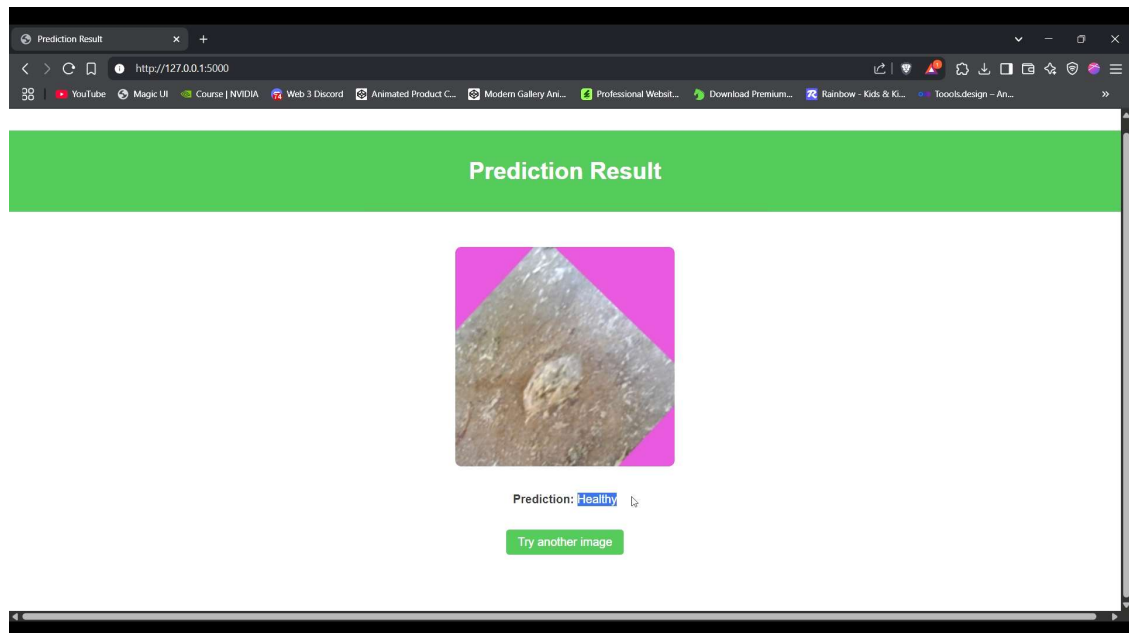 Prediction Result
http://127.0.0.1:5000
YouTube Magic UI Course | NVIDIA Web 3 Discord Animated Product C... Modern Gallery Ani... Professional Websit... Download Premium... Rainbow - Kids & Ki... Toools.design – An...
Prediction Result
Prediction: Healthy
Try another image